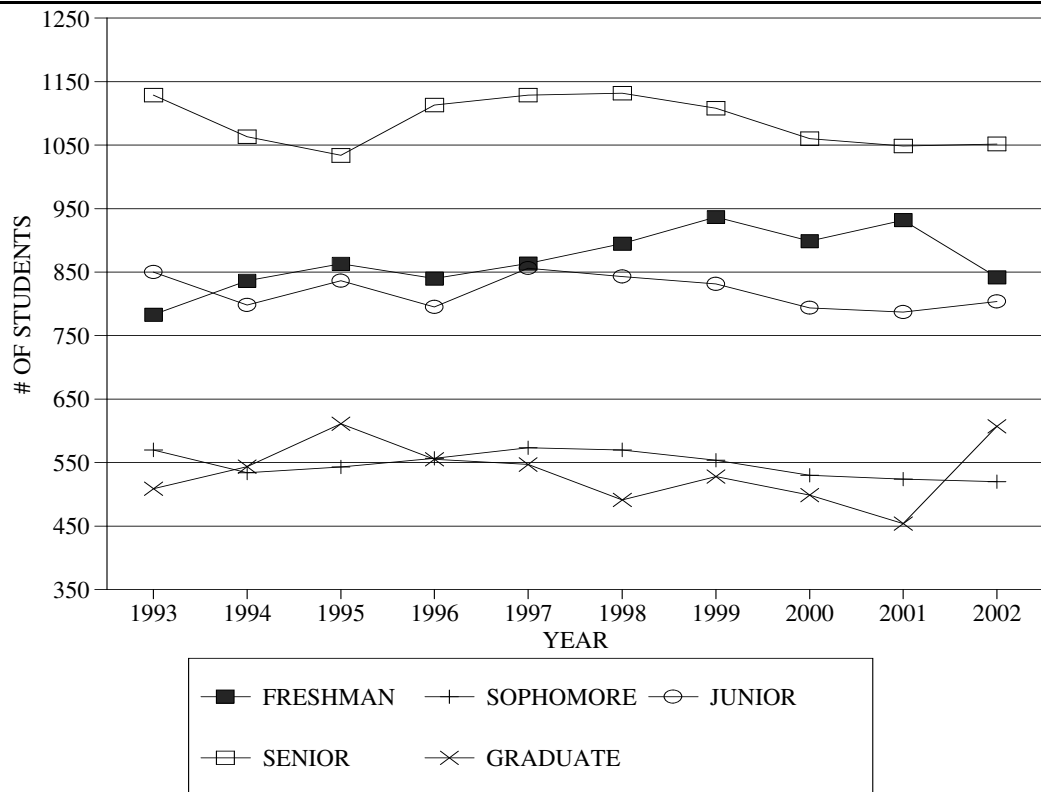 1250
1150
1050
950
850
750
650
550
450
350
# OF STUDENTS
1993 1994 1995 1996 1997 1998 1999 2000 2001 2002
YEAR
FRESHMAN SOPHOMORE JUNIOR
SENIOR GRADUATE